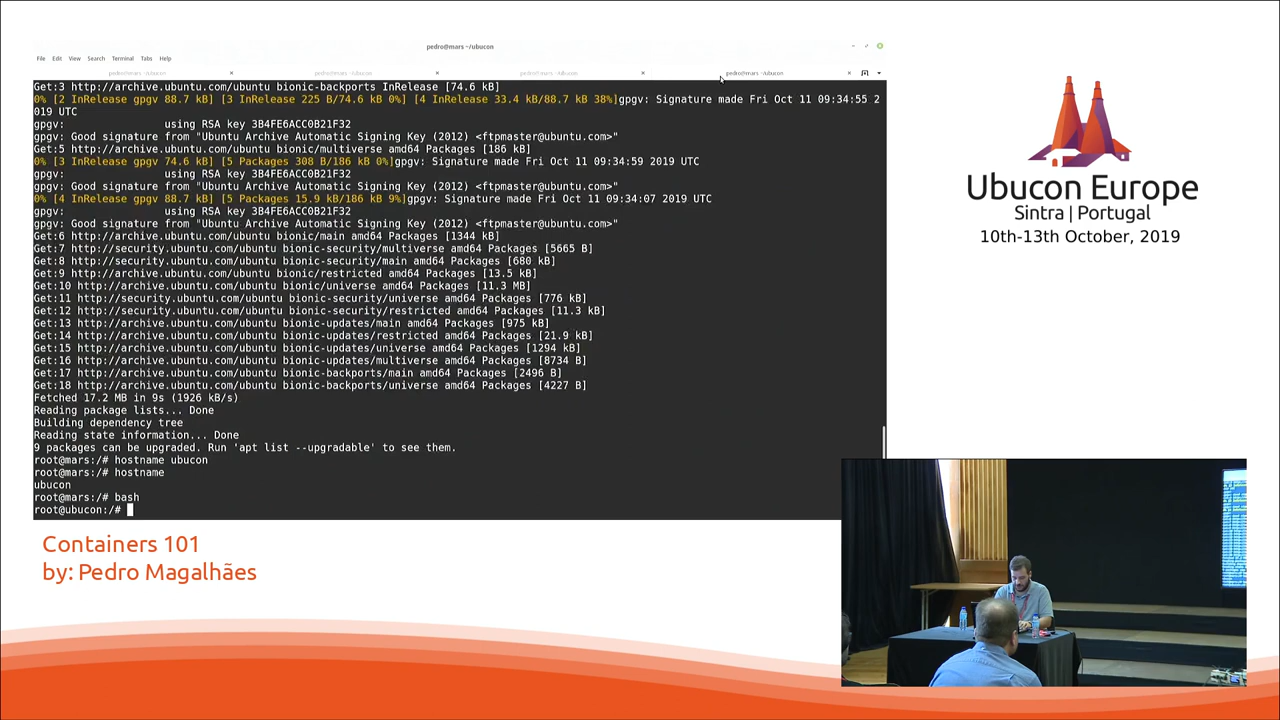 pedro@mars ~/ubucon
File Edit View Search Terminal Tabs Help
pedro@mars ~/ubucon pedro@mars ~/ubucon pedro@mars ~/ubucon pedro@mars ~/ubucon
Get:3 http://archive.ubuntu.com/ubuntu bionic-backports InRelease [74.6 kB]
0% [2 InRelease gpgv 88.7 kB] [3 InRelease 225 B/74.6 kB 0%] [4 InRelease 33.4 kB/88.7 kB 38%]gpgv: Signature made Fri Oct 11 09:34:55 2
019 UTC
gpgv: using RSA key 3B4FE6ACC0B21F32
gpgv: Good signature from "Ubuntu Archive Automatic Signing Key (2012) <ftpmaster@ubuntu.com>"
Get:5 http://archive.ubuntu.com/ubuntu bionic/multiverse amd64 Packages [186 kB]
0% [3 InRelease gpgv 74.6 kB] [5 Packages 308 B/186 kB 0%]gpgv: Signature made Fri Oct 11 09:34:59 2019 UTC
gpgv: using RSA key 3B4FE6ACC0B21F32
gpgv: Good signature from "Ubuntu Archive Automatic Signing Key (2012) <ftpmaster@ubuntu.com>"
0% [4 InRelease gpgv 88.7 kB] [5 Packages 15.9 kB/186 kB 9%]gpgv: Signature made Fri Oct 11 09:34:07 2019 UTC
gpgv: using RSA key 3B4FE6ACC0B21F32
gpgv: Good signature from "Ubuntu Archive Automatic Signing Key (2012) <ftpmaster@ubuntu.com>"
Get:6 http://archive.ubuntu.com/ubuntu bionic/main amd64 Packages [1344 kB]
Get:7 http://security.ubuntu.com/ubuntu bionic-security/multiverse amd64 Packages [5665 B]
Get:8 http://security.ubuntu.com/ubuntu bionic-security/main amd64 Packages [680 kB]
Get:9 http://archive.ubuntu.com/ubuntu bionic/restricted amd64 Packages [13.5 kB]
Get:10 http://archive.ubuntu.com/ubuntu bionic/universe amd64 Packages [11.3 MB]
Get:11 http://security.ubuntu.com/ubuntu bionic-security/universe amd64 Packages [776 kB]
Get:12 http://security.ubuntu.com/ubuntu bionic-security/restricted amd64 Packages [11.3 kB]
Get:13 http://archive.ubuntu.com/ubuntu bionic-updates/main amd64 Packages [975 kB]
Get:14 http://archive.ubuntu.com/ubuntu bionic-updates/restricted amd64 Packages [21.9 kB]
Get:15 http://archive.ubuntu.com/ubuntu bionic-updates/universe amd64 Packages [1294 kB]
Get:16 http://archive.ubuntu.com/ubuntu bionic-updates/multiverse amd64 Packages [8734 B]
Get:17 http://archive.ubuntu.com/ubuntu bionic-backports/main amd64 Packages [2496 B]
Get:18 http://archive.ubuntu.com/ubuntu bionic-backports/universe amd64 Packages [4227 B]
Fetched 17.2 MB in 9s (1926 kB/s)
Reading package lists... Done
Building dependency tree
Reading state information... Done
9 packages can be upgraded. Run 'apt list --upgradable' to see them.
root@mars:/# hostname ubucon
root@mars:/# hostname
ubucon
root@mars:/# bash
root@ubucon:/#
Ubucon Europe
Sintra | Portugal
10th-13th October, 2019
Containers 101
by: Pedro Magalhães